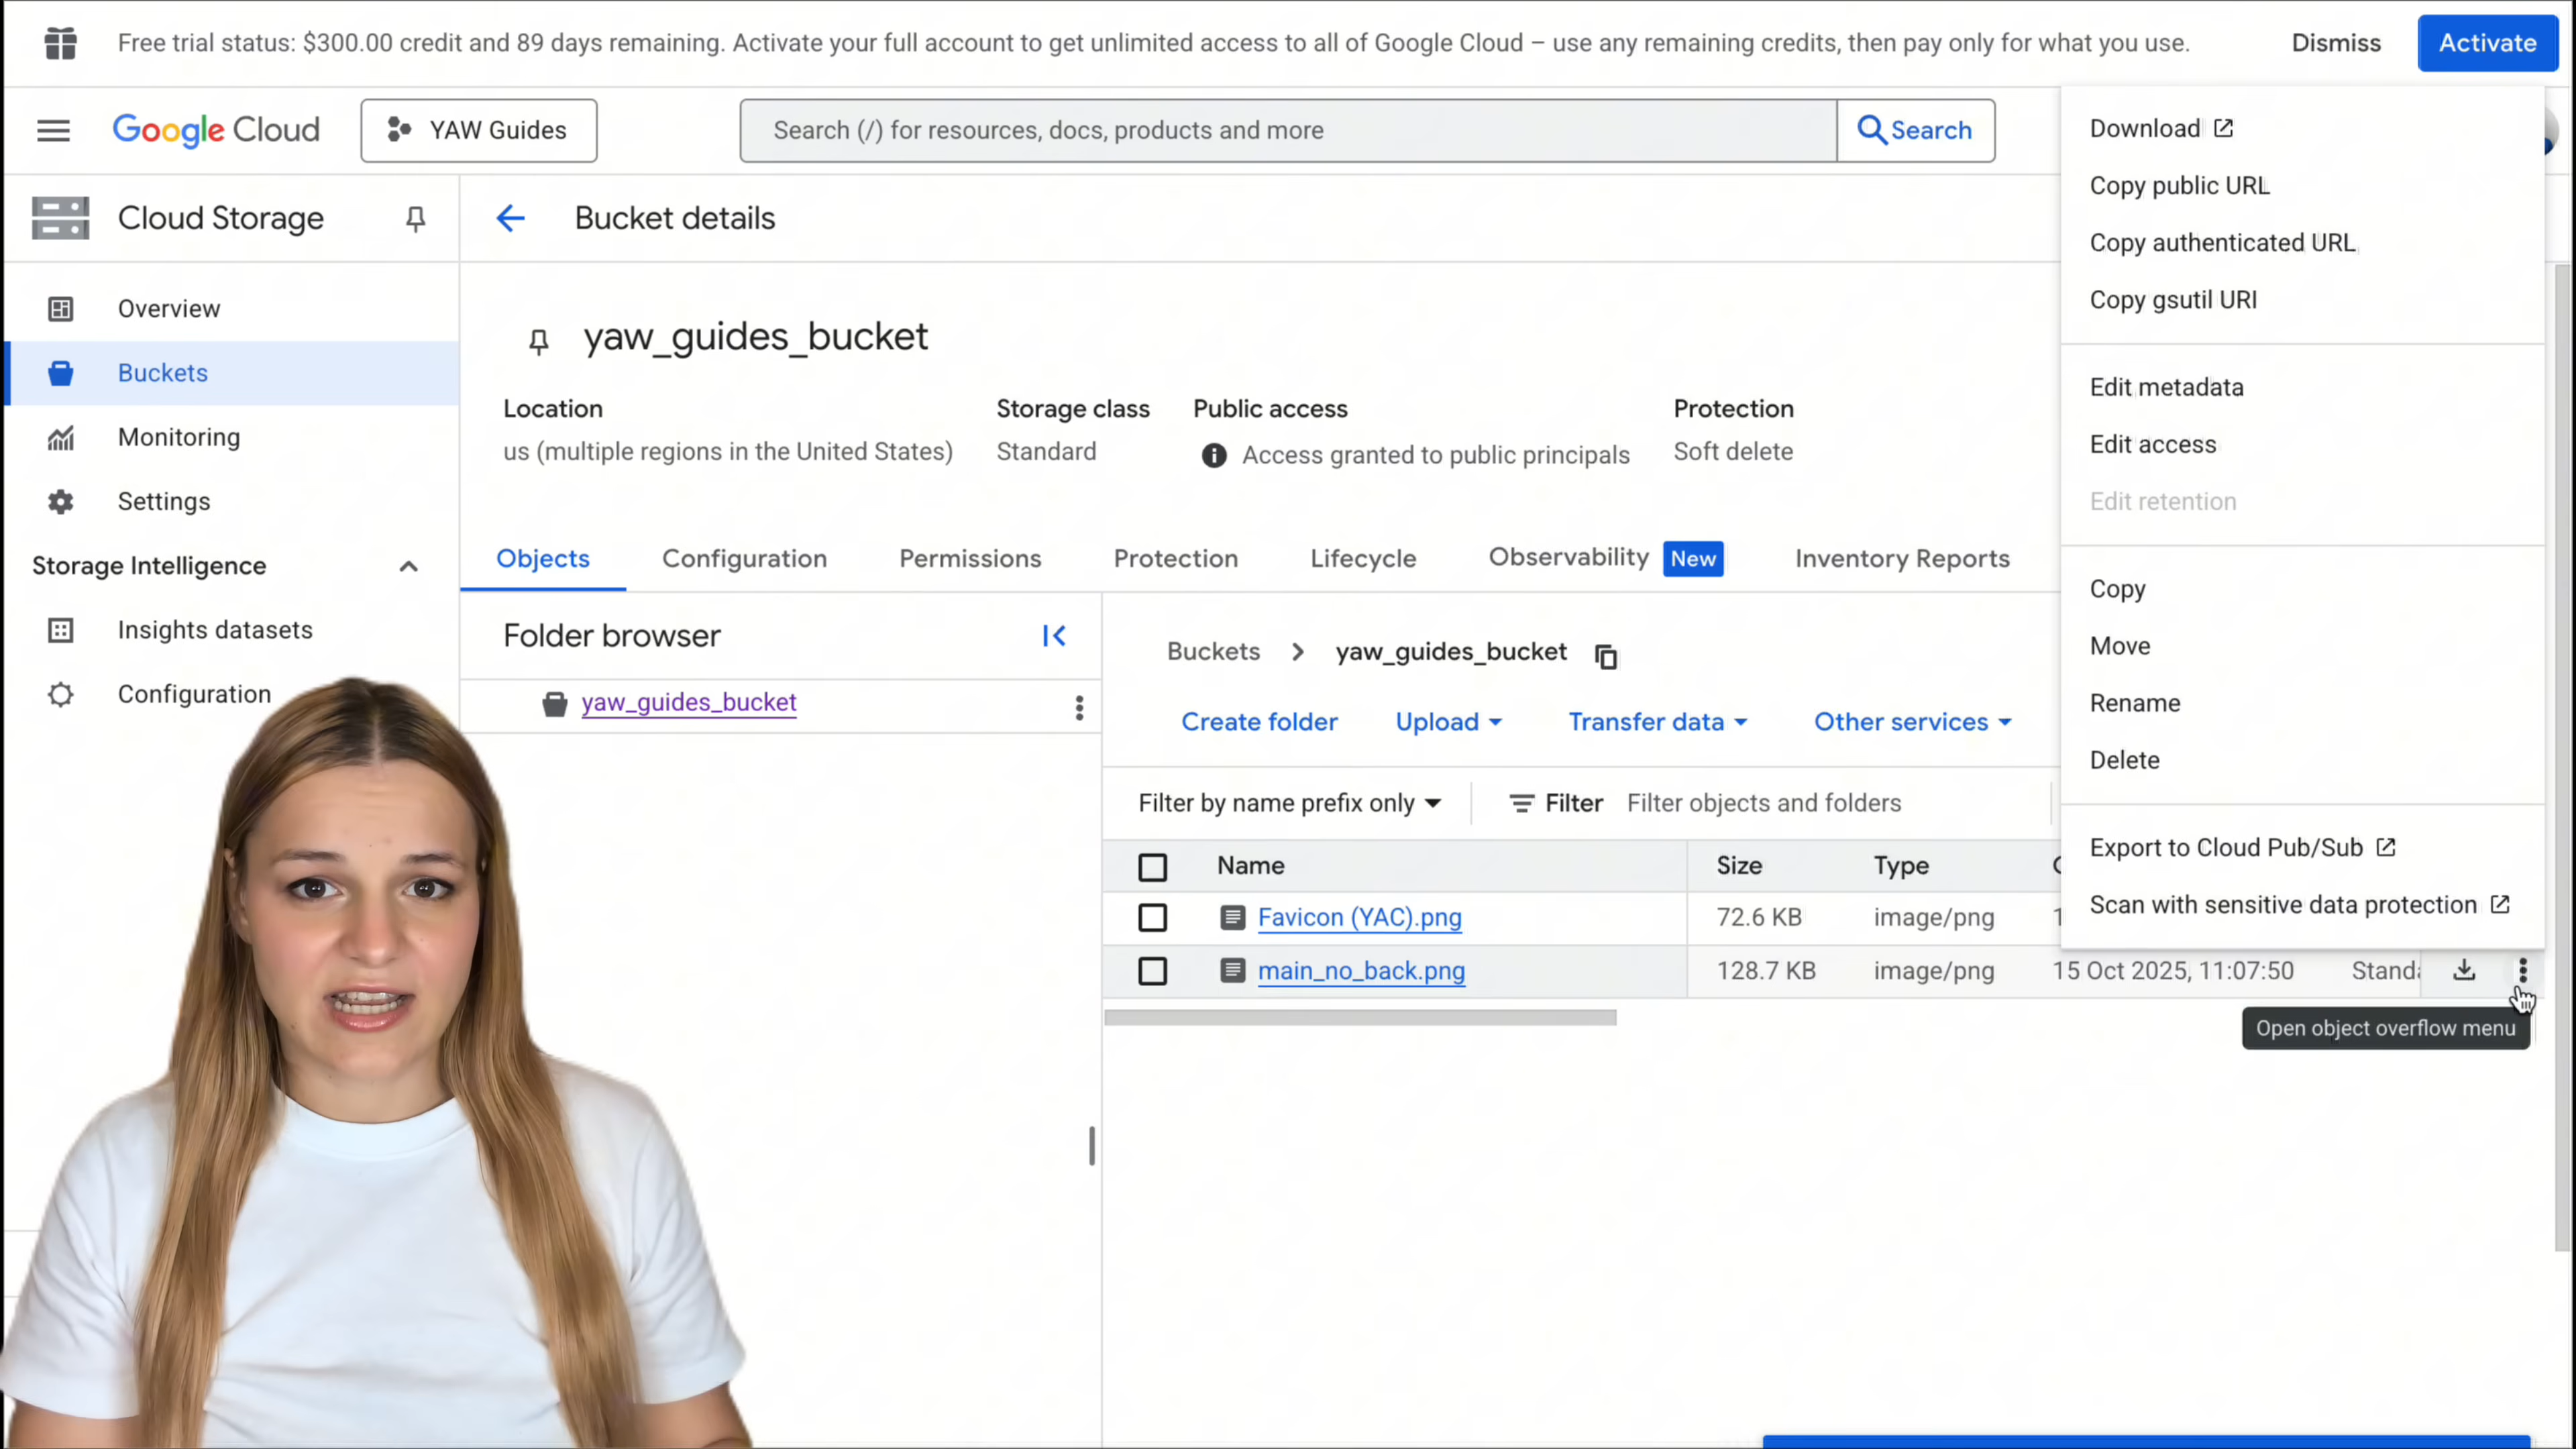 Free trial status: $300.00 credit and 89 days remaining. Activate your full account to get unlimited access to all of Google Cloud – use any remaining credits, then pay only for what you use.
Dismiss
Activate
Google Cloud
YAW Guides
Search (/) for resources, docs, products and more
Search
Cloud Storage
Overview
Buckets
Monitoring
Settings
Storage Intelligence
Insights datasets
Configuration
Bucket details
yaw_guides_bucket
Location
Storage class
Public access
Protection
us (multiple regions in the United States)
Standard
Access granted to public principals
Soft delete
Objects
Configuration
Permissions
Protection
Lifecycle
Observability
New
Inventory Reports
Folder browser
yaw_guides_bucket
Buckets
yaw_guides_bucket
Create folder
Upload
Transfer data
Other services
Filter by name prefix only
Filter
Filter objects and folders
Name
Size
Type
Favicon (YAC).png
72.6 KB
image/png
main_no_back.png
128.7 KB
image/png
15 Oct 2025, 11:07:50
Download
Copy public URL
Copy authenticated URL
Copy gsutil URI
Edit metadata
Edit access
Edit retention
Copy
Move
Rename
Delete
Export to Cloud Pub/Sub
Scan with sensitive data protection
Open object overflow menu